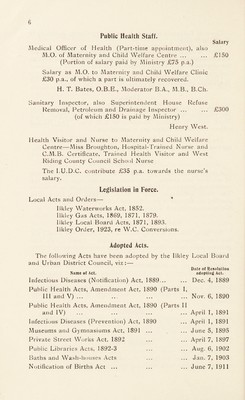 6
Public Health Staff.
Salary
Medical Officer of Health (Part-time appointment), also
M.O. of Maternity and Child Welfare Centre ... ... £150
(Portion of salary paid by Ministry £75 p.a.)
Salary as M.O. to Maternity and Child Welfare Clinic
£30 p.a., of which a part is ultimately recovered.
H. T. Bates, O.B.E., Moderator B.A., M.B., B.Ch.
Sanitary Inspector, also Superintendent House Refuse
Removal, Petroleum and Drainage Inspector ... ... £300
(of which £150 is paid by Ministry)
Henry West.
Health Visitor and Nurse to Maternity and Child Welfare
Centre—Miss Broughton, Hospital-Trained Nurse and
C.M.B. Certificate, Trained Health Visitor and West
Riding County Council School Nurse
The I.U.D.C. contribute £35 p.a. towards the nurse's
salary.
Legislation in Force.
Local Acts and Orders—
Ilkley Waterworks Act, 1852.
Ilkley Gas Acts, 1869, 1871, 1879.
Ilkley Local Board Acts, 1871, 1893.
Ilkley Order, 1923, re W.C. Conversions.
Adopted Acts.
The following Acts have been adopted by the Ilkley Local Board
and Urban District Council, viz:—
Name of Act. Date of Resolution
adopting Act.
Infectious Diseases (Notification) Act, 1889... ... Dec. 4, 1889
Public Health Acts, Amendment Act, 1890 (Parts I,
III and V) ... ... ... ... ... Nov. 6, 1890
Public Health Acts, Amendment Act, 1890 (Parts II
and IV) ... ... ... ... ... April 1, 1891
Infectious Diseases (Prevention) Act, 1890 ... April 1, 1891
Museums and Gymnasiums Act, 1891 ... ... June 5, 1895
Private Street Works Act, 1892 ... ... April 7, 1897
Public Libraries Acts, 1892-3 ... ... Aug. 6, 1902
Baths and Wash-houses Acts ... ... Jan. 7, 1903
Notification of Births Act ... ... ... June 7, 1911